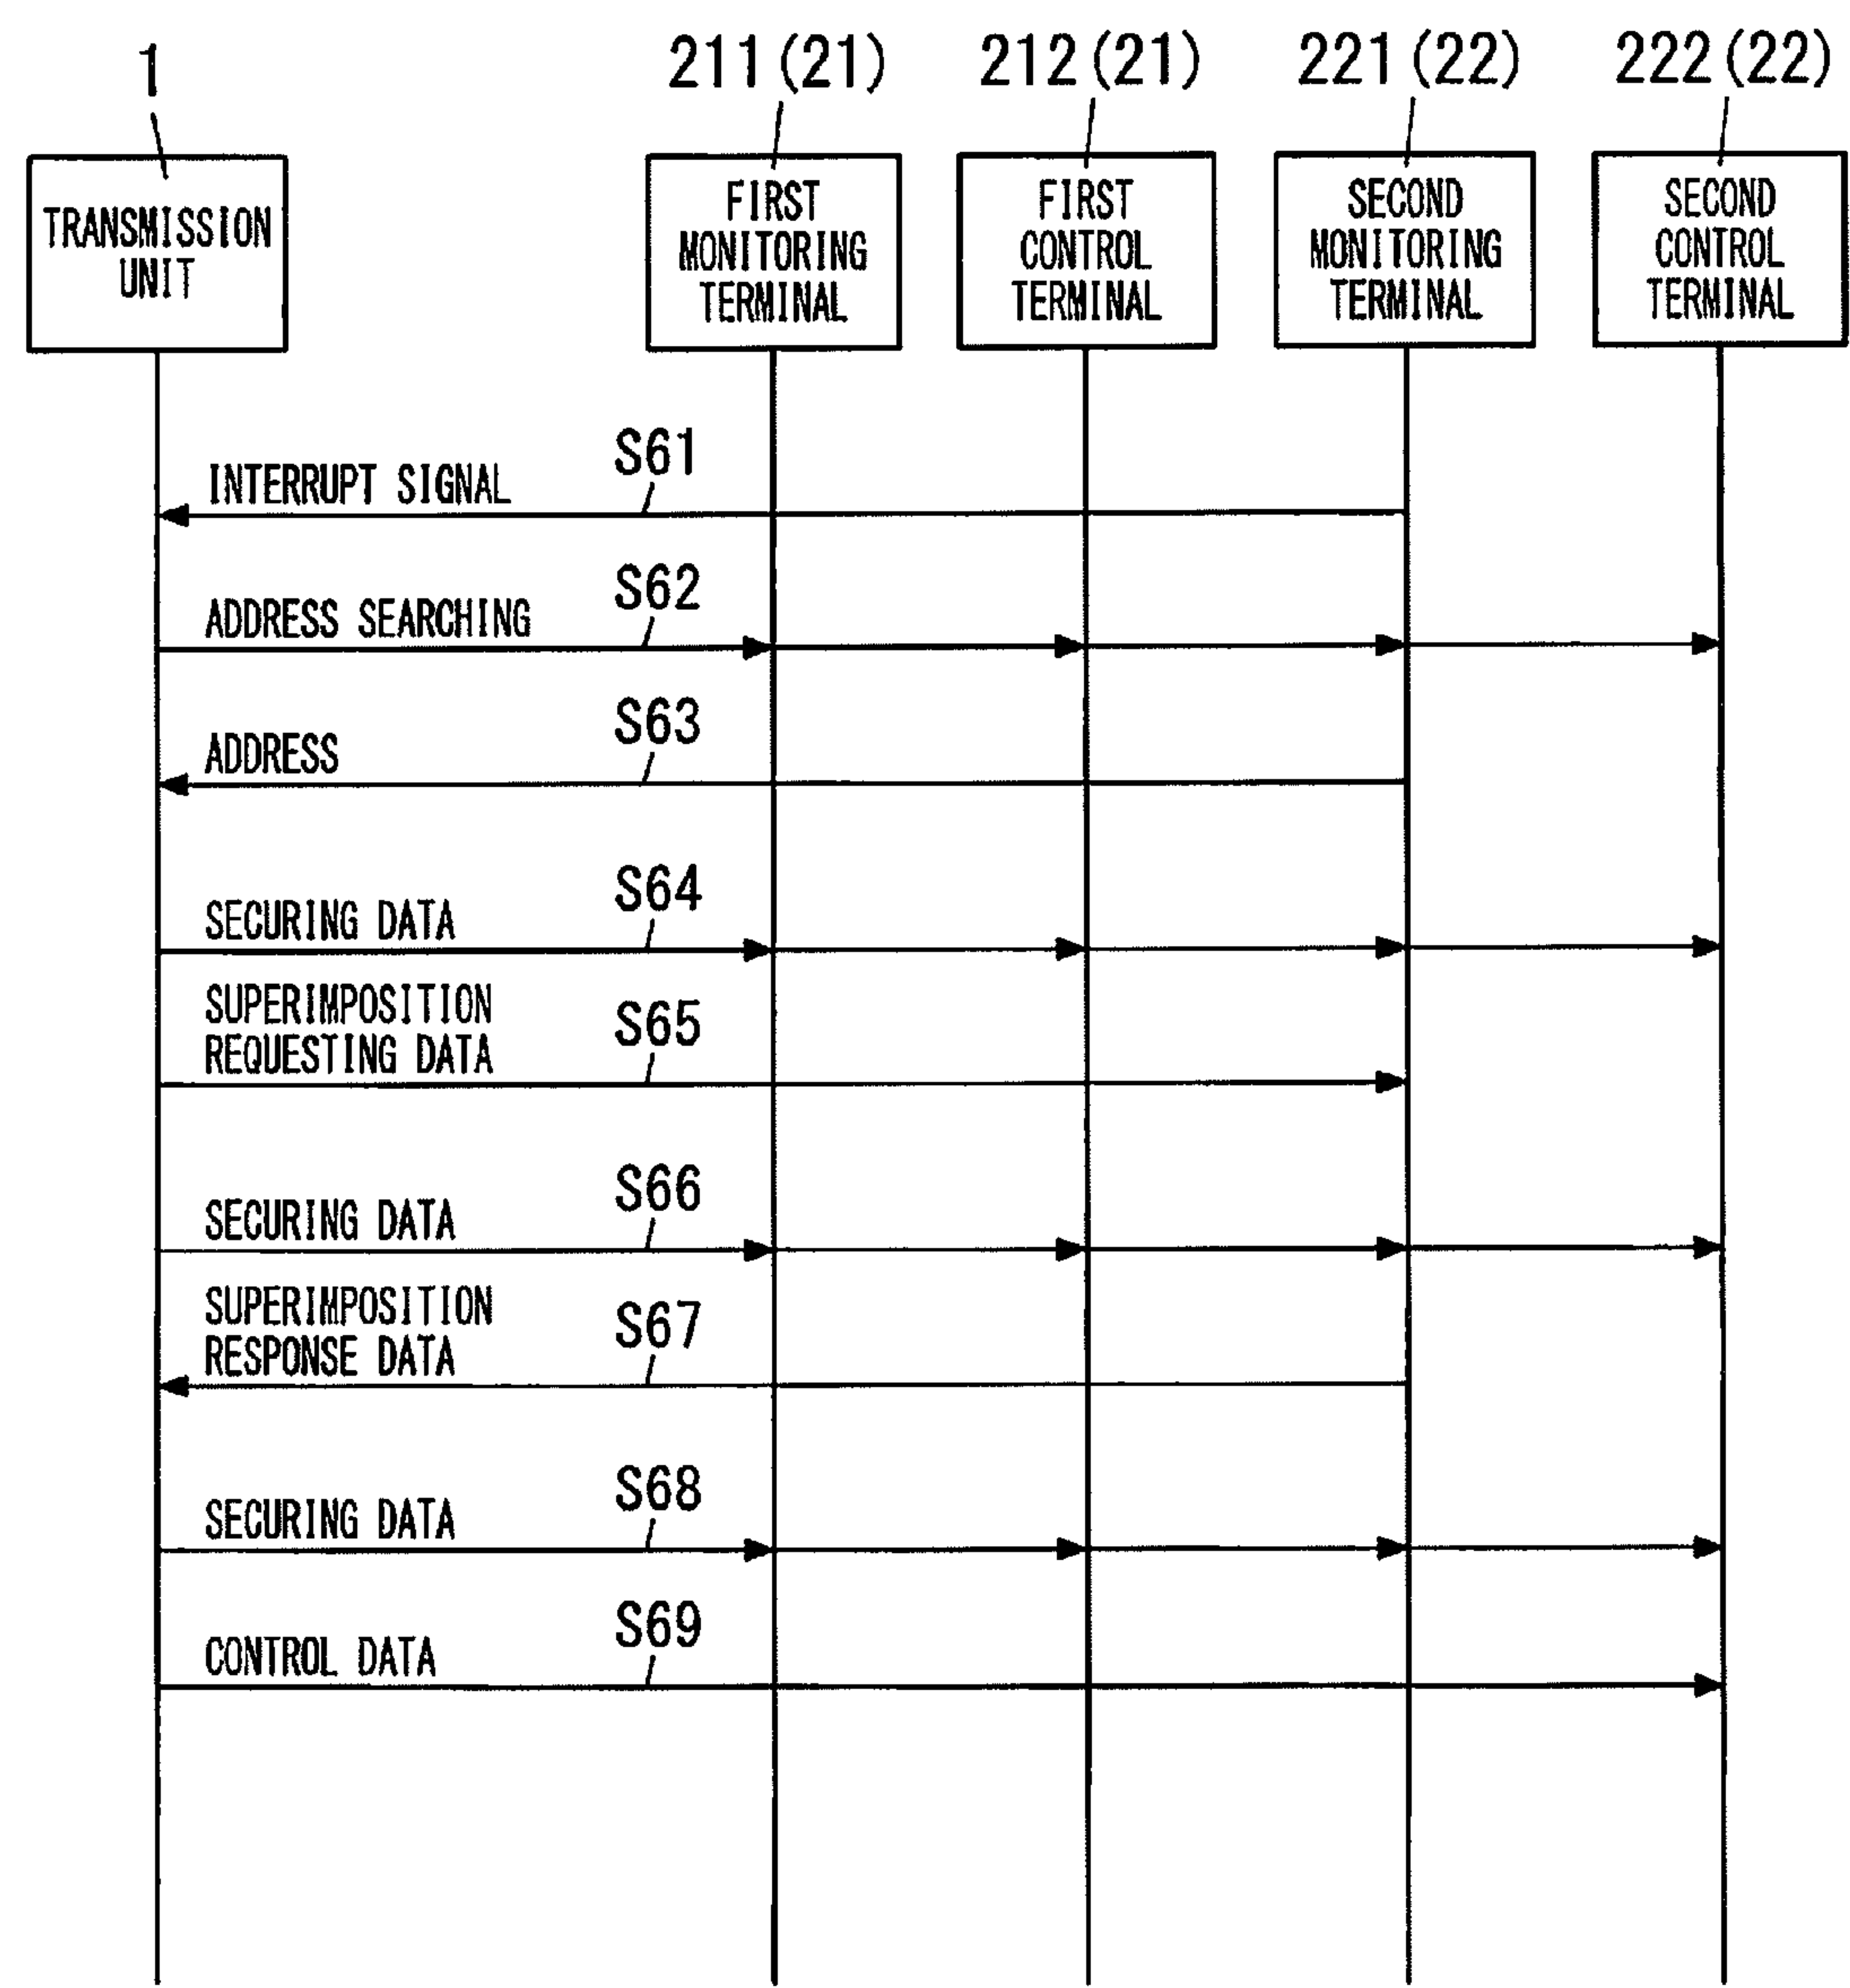 1
211(21)
212(21)
221(22)
222(22)
TRANSMISSION
UNIT
FIRST
MONITORING
TERMINAL
FIRST
CONTROL
TERMINAL
SECOND
MONITORING
TERMINAL
SECOND
CONTROL
TERMINAL
INTERRUPT SIGNAL
S61
ADDRESS SEARCHING
S62
ADDRESS
S63
SECURING DATA
S64
SUPERIMPOSITION
REQUESTING DATA
S65
SECURING DATA
S66
SUPERIMPOSITION
RESPONSE DATA
S67
SECURING DATA
S68
CONTROL DATA
S69